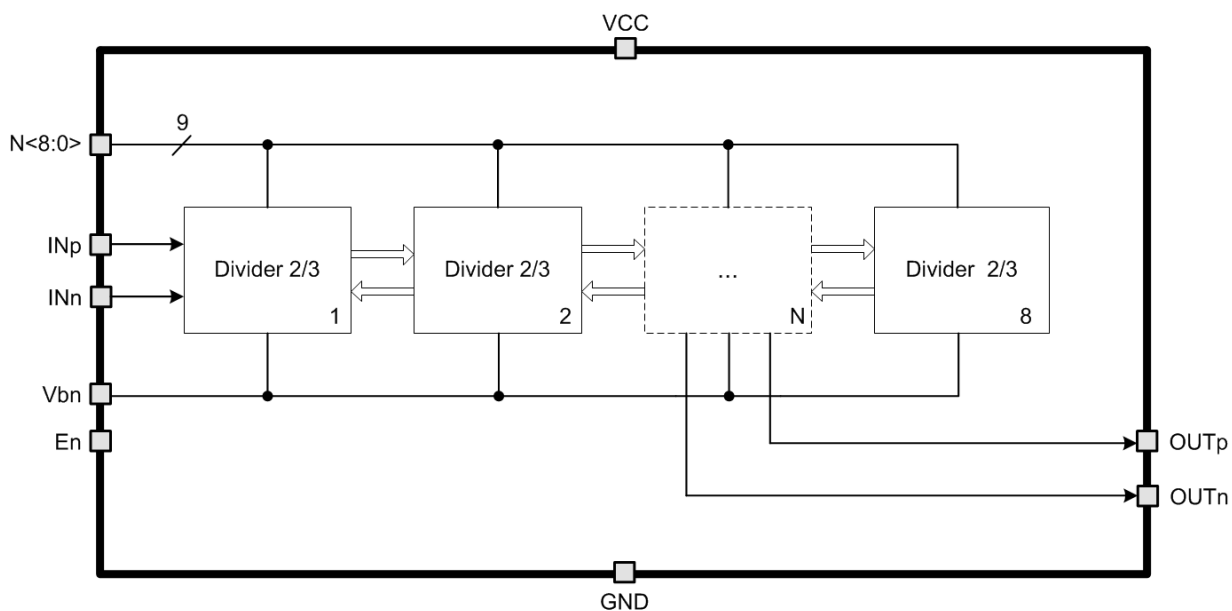 VCC
N<8:0>
9
INp
INn
Divider 2/3
1
Divider 2/3
2
...
N
Divider 2/3
8
Vbn
En
OUTp
OUTn
GND